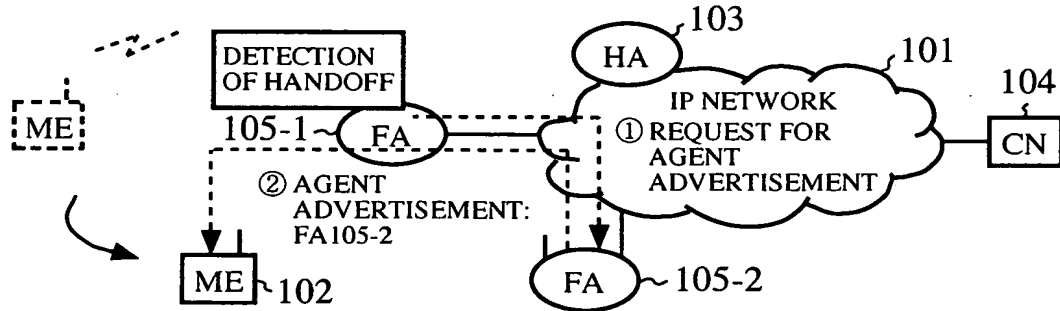 103
101
104
DETECTION
OF HANDOFF
HA
IP NETWORK
ME
105-1
FA
① REQUEST FOR
AGENT
ADVERTISEMENT
CN
② AGENT
ADVERTISEMENT:
FA105-2
ME
102
FA
105-2